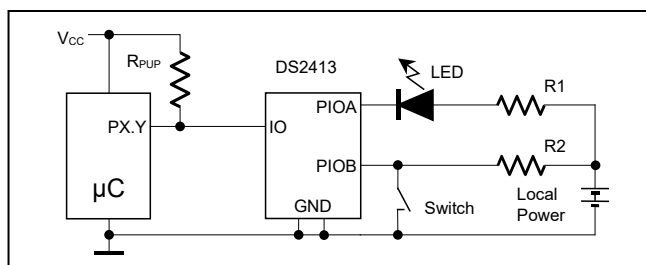 VCC
RPUP
DS2413
LED
R1
PX.Y
IO
PIOA
R2
PIOB
µC
GND
Switch
Local
Power